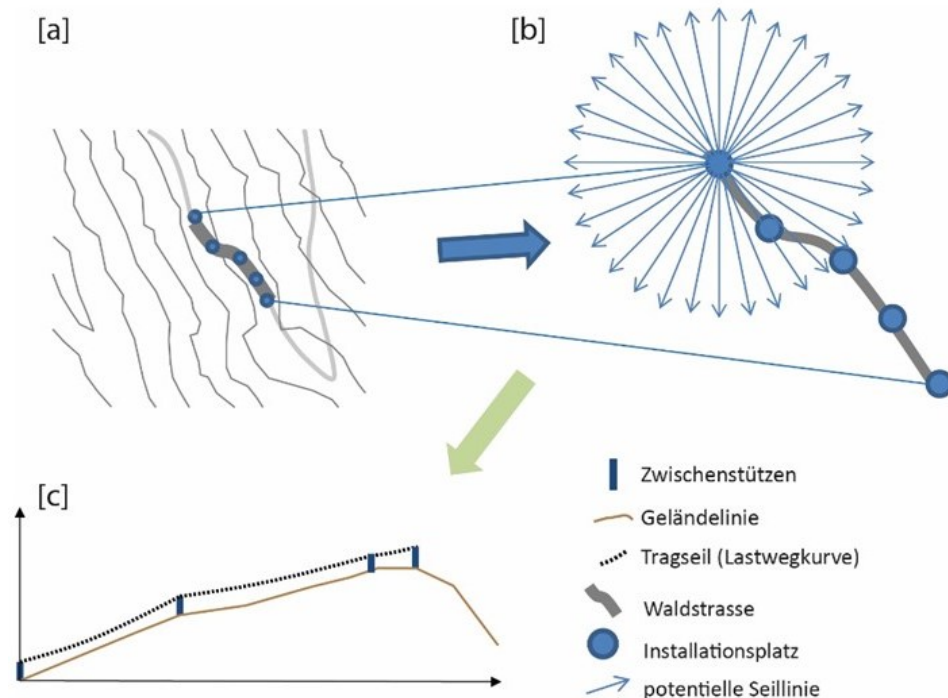 [a]
[b]
[c]
Zwischenstützen
Geländelinie
Tragseil (Lastwegkurve)
Waldstrasse
Installationsplatz
potentielle Seillinie